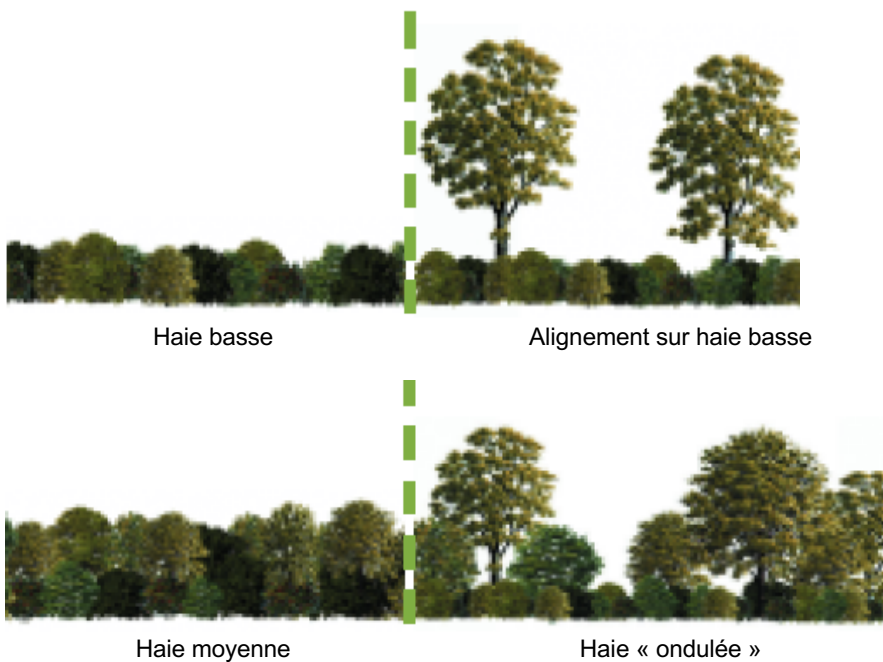 Haie basse
Alignement sur haie basse
Haie moyenne
Haie « ondulée »